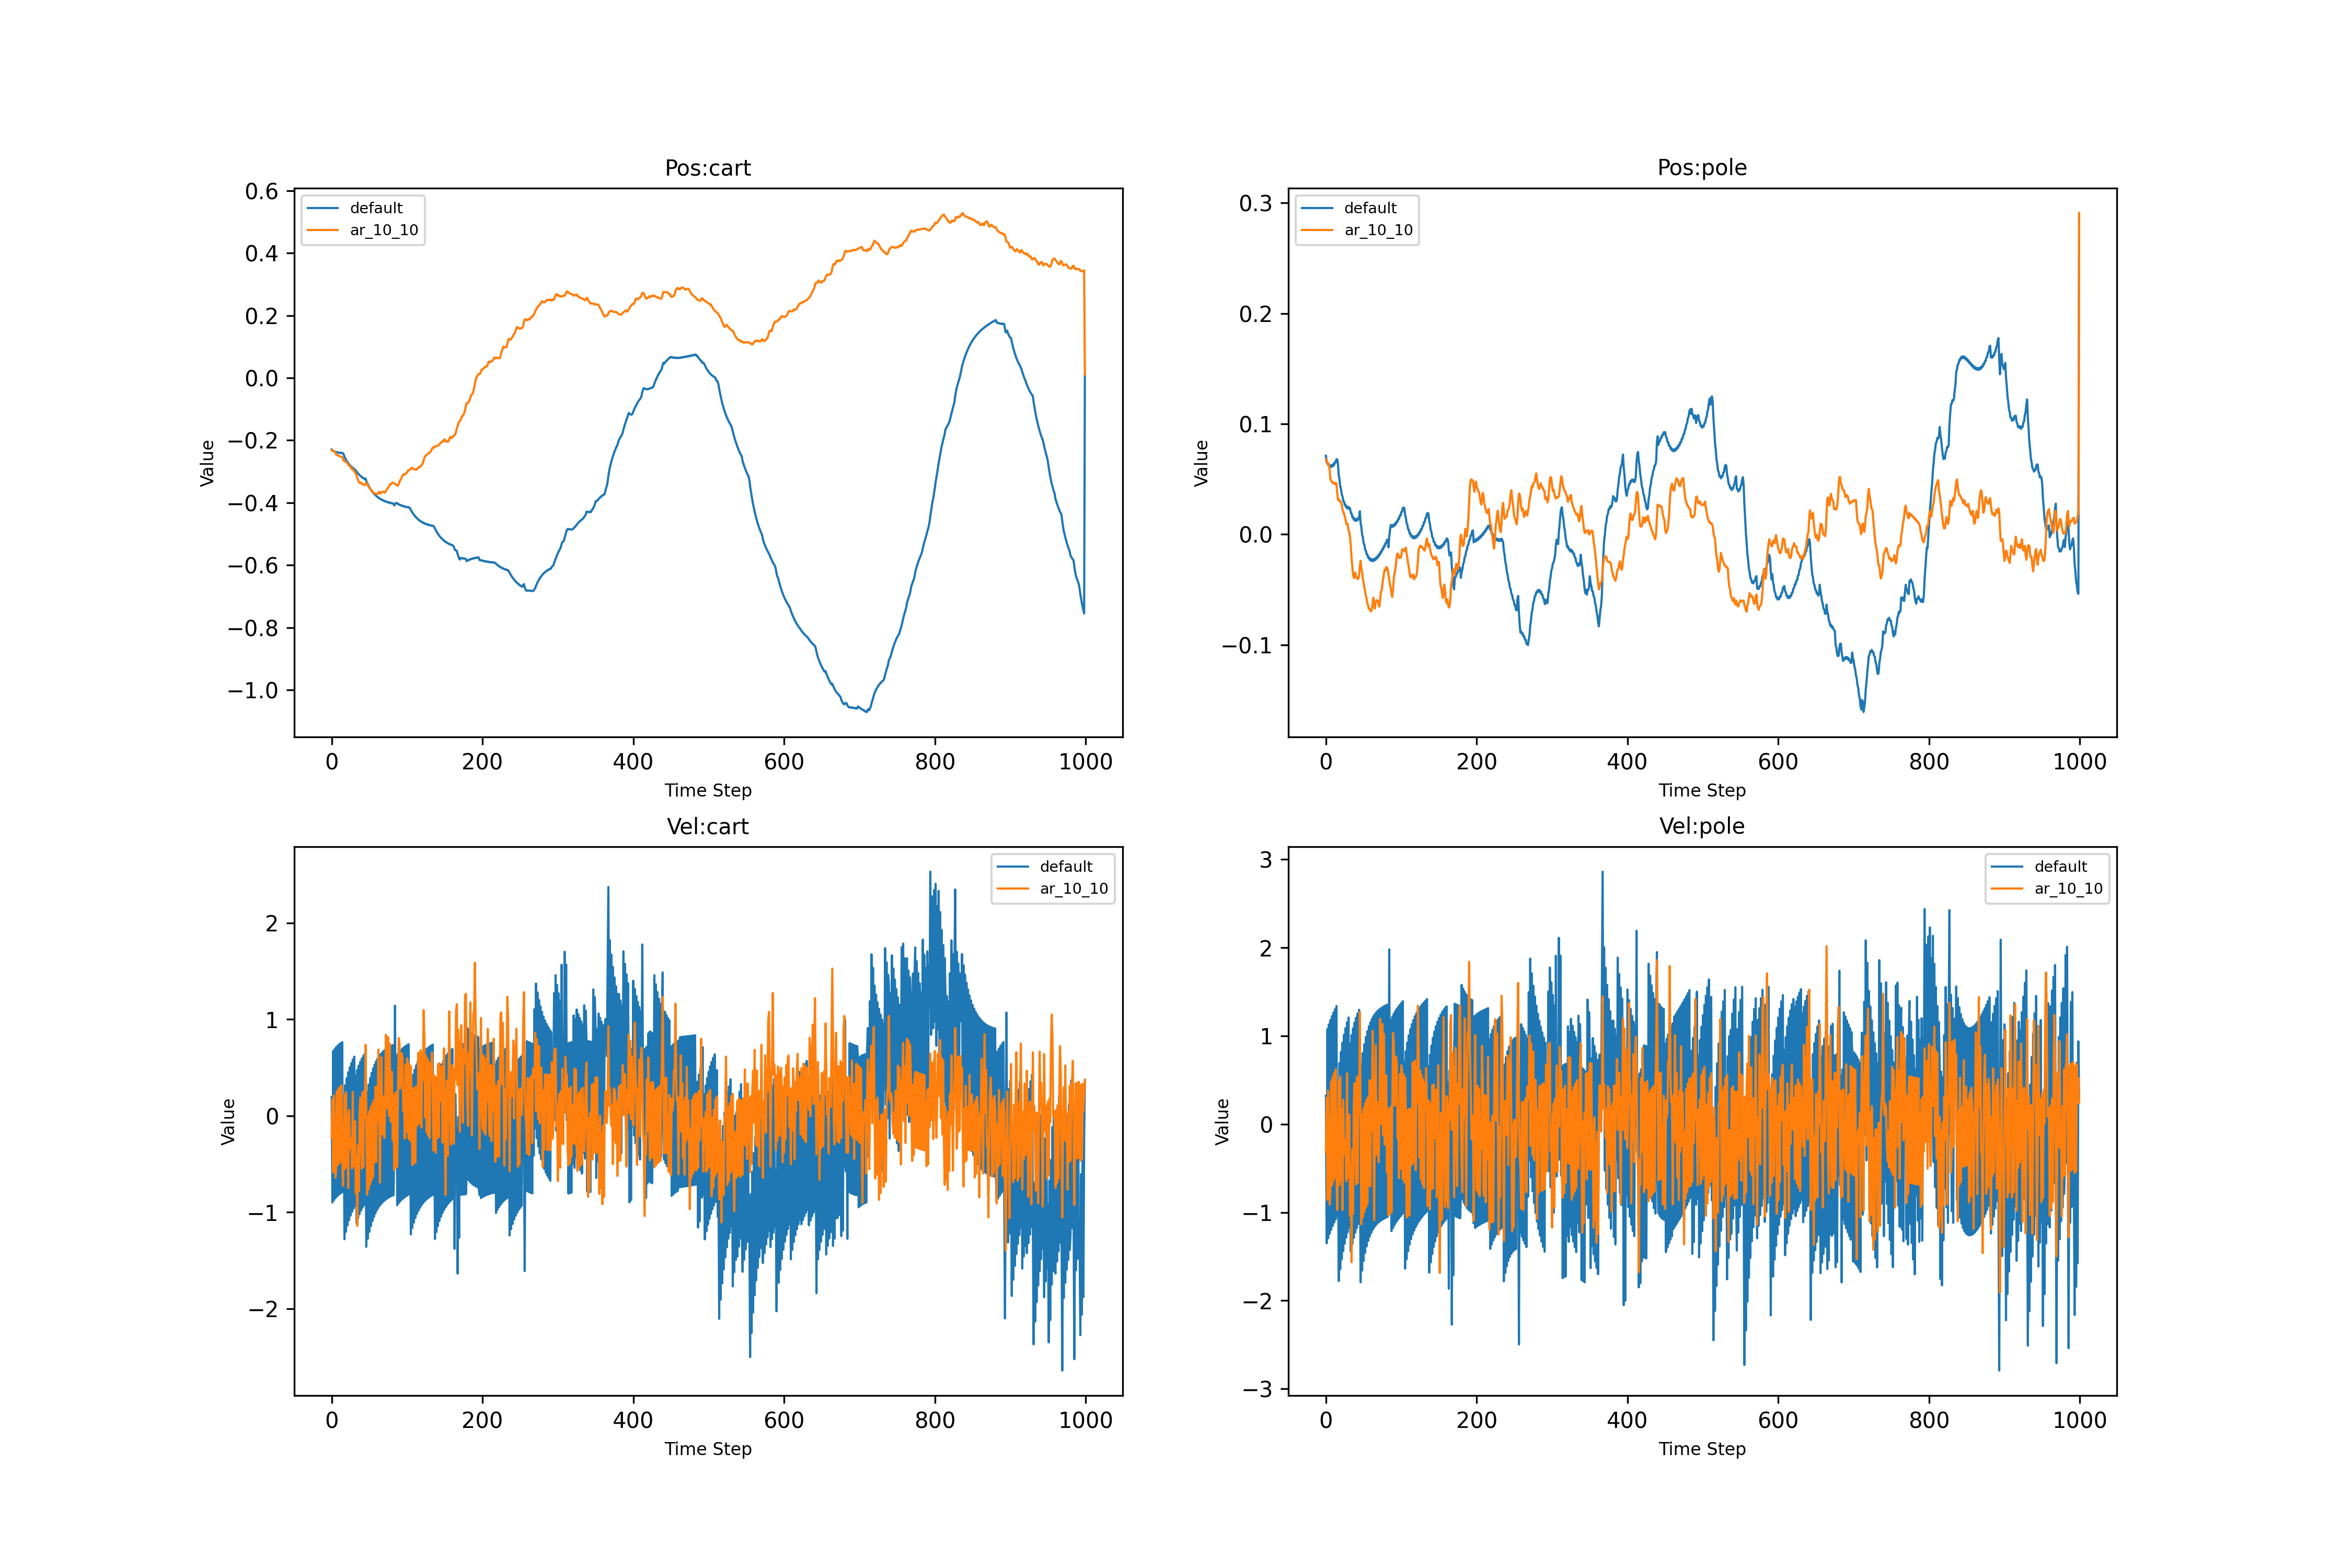 Pos:cart
default
ar_10_10
0.6
0.4
0.2
0.0
−0.2
−0.4
−0.6
−0.8
−1.0
Value
0 200 400 600 800 1000
Time Step
Pos:pole
default
ar_10_10
0.3
0.2
0.1
0.0
−0.1
Value
0 200 400 600 800 1000
Time Step
Vel:cart
default
ar_10_10
2
1
0
−1
−2
Value
0 200 400 600 800 1000
Time Step
Vel:pole
default
ar_10_10
3
2
1
0
−1
−2
−3
Value
0 200 400 600 800 1000
Time Step